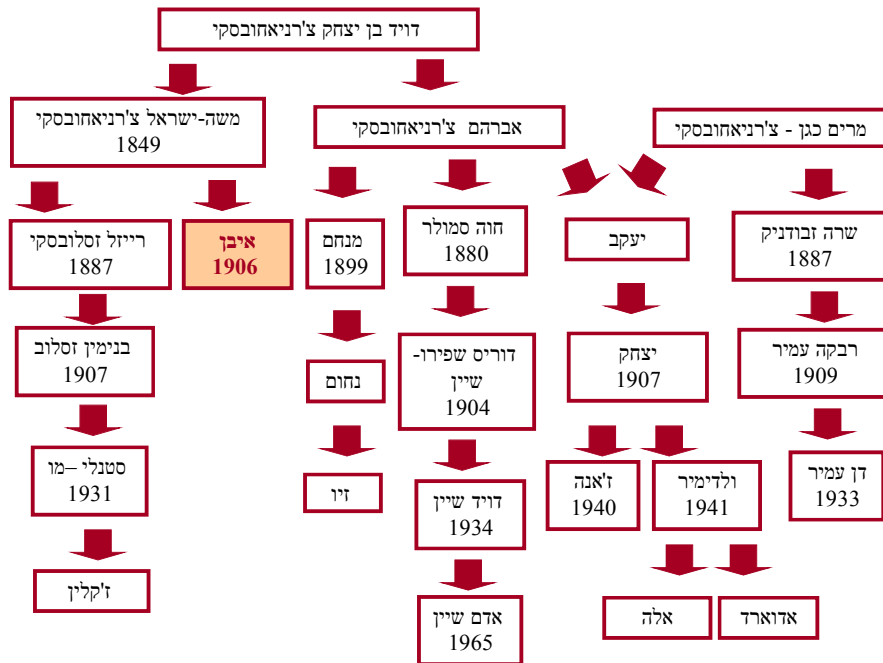 דויד בן יצחק צ'רניאחובסקי
משה-ישראל צ'רניאחובסקי
1849
אברהם צ'רניאחובסקי
מרים כגן - צ'רניאחובסקי
רייזל זסלובסקי
1887
איבן
1906
מנחם
1899
חוה סמולר
1880
יעקב
שרה זבודניק
1887
בנימין זסלוב
1907
נחום
דוריס שפירו-
שיין
1904
יצחק
1907
רבקה עמיר
1909
סטנלי –מו
1931
זיו
דויד שיין
1934
ז'אנה
1940
ולדימיר
1941
דן עמיר
1933
ז'קלין
אדם שיין
1965
אלה
אדוארד